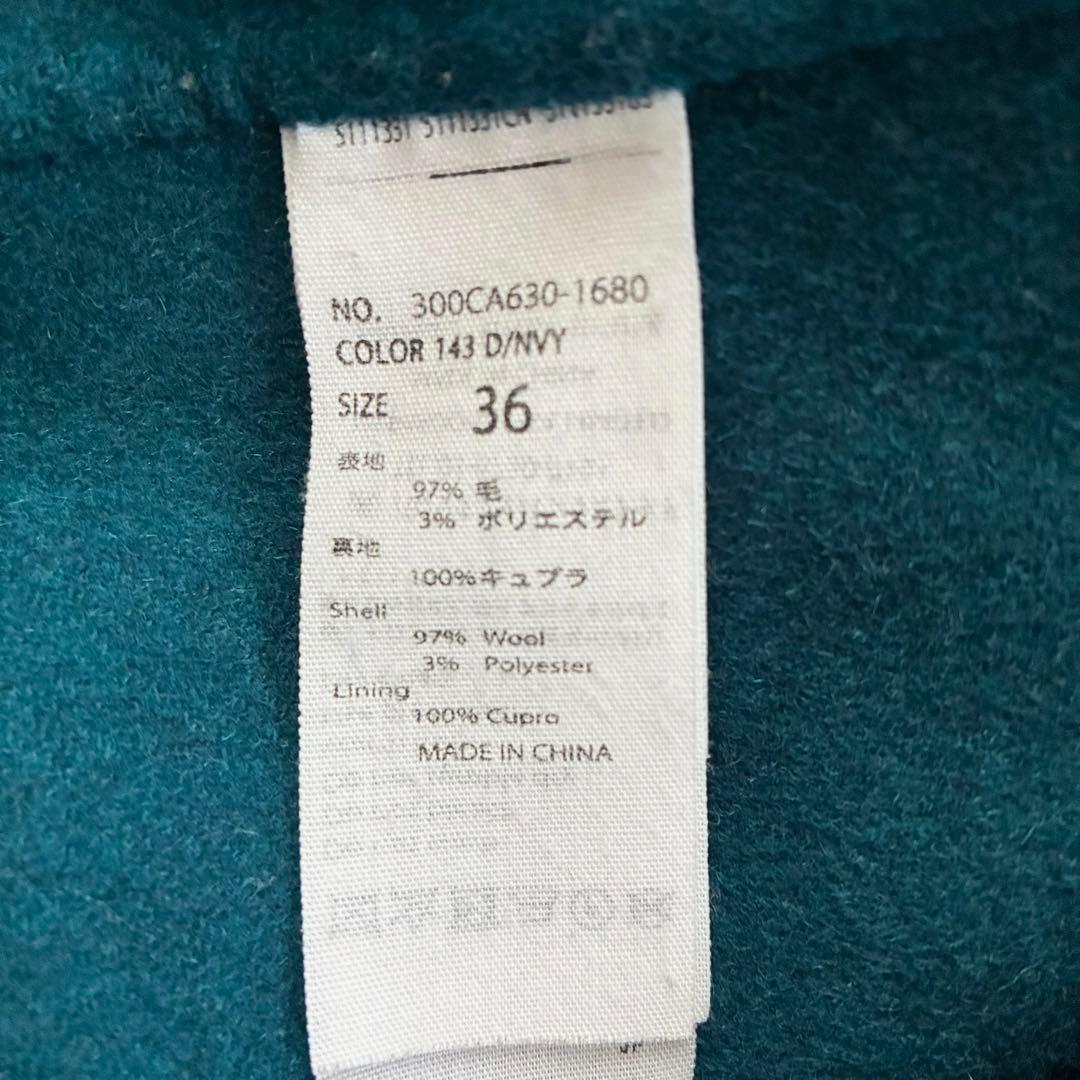 NO. 300CA630-1680
COLOR 143 D/NVY
SIZE 36
表地
97% 毛
3% ポリエステル
裏地
100%キュプラ
Shell
97% Wool
3% Polyester
Lining
100% Cupra
MADE IN CHINA